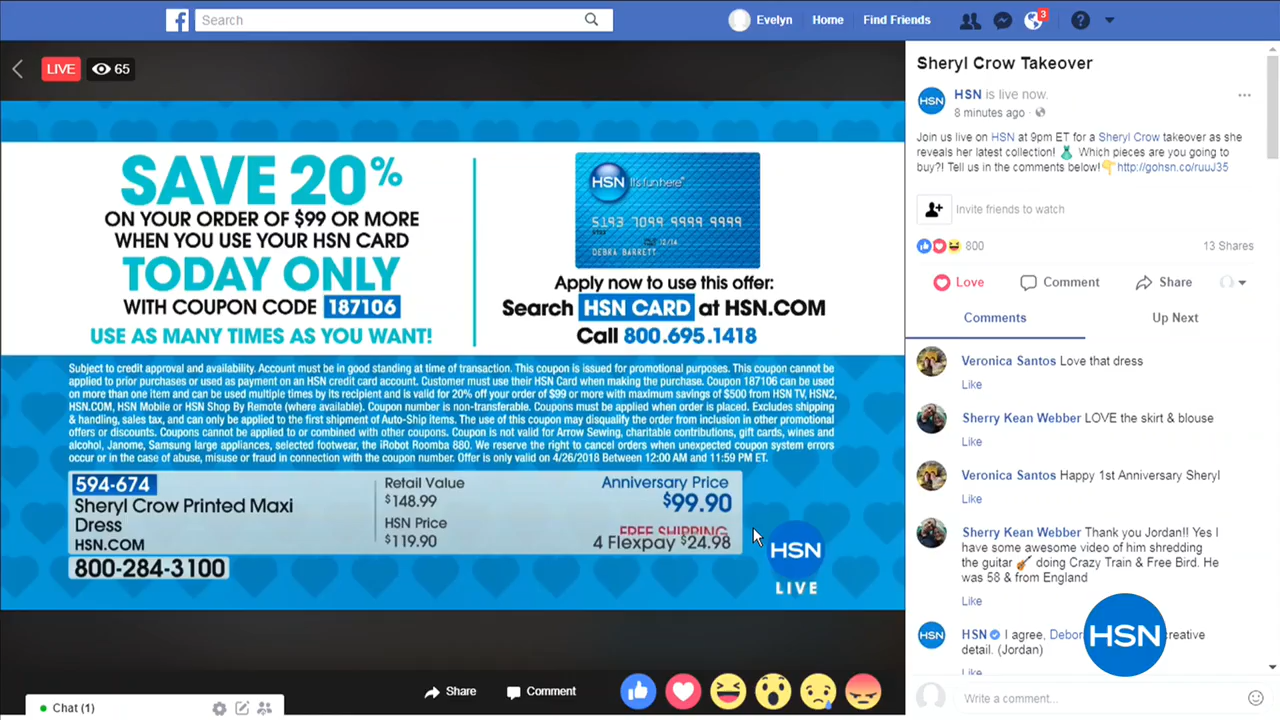 Search
Evelyn
Home
Find Friends
3
LIVE
65
SAVE 20%
ON YOUR ORDER OF $99 OR MORE
WHEN YOU USE YOUR HSN CARD
TODAY ONLY
WITH COUPON CODE 187106
USE AS MANY TIMES AS YOU WANT!
HSN It's fun here
5193 7099 9999 9999
12/14
DEBRA BARRETT
Apply now to use this offer:
Search HSN CARD at HSN.COM
Call 800.695.1418
Subject to credit approval and availability. Account must be in good standing at time of transaction. This coupon is issued for promotional purposes. This coupon cannot be
applied to prior purchases or used as payment on an HSN credit card account. Customer must use their HSN Card when making the purchase. Coupon 187106 can be used
on more than one item and can be used multiple times by its recipient and is valid for 20% off your order of $99 or more with maximum savings of $500 from HSN TV, HSN2,
HSN.COM, HSN Mobile or HSN Shop By Remote (where available). Coupon number is non-transferable. Coupons must be applied when order is placed. Excludes shipping
& handling, sales tax, and can only be applied to the first shipment of Auto-Ship items. The use of this coupon may disqualify the order from inclusion in other promotional
offers or discounts. Coupons cannot be applied to or combined with other coupons. Coupon is not valid for Arrow Sewing, charitable contributions, gift cards, wines and
alcohol, Janome, Samsung large appliances, selected footwear, the iRobot Roomba 880. We reserve the right to cancel orders when unexpected coupon system errors
occur or in the case of abuse, misuse or fraud in connection with the coupon number. Offer is only valid on 4/26/2018 Between 12:00 AM and 11:59 PM ET.
594-674
Sheryl Crow Printed Maxi
Dress
HSN.COM
800-284-3100
Retail Value
$148.99
HSN Price
$119.90
Anniversary Price
$99.90
FREE SHIPPING
4 Flexpay $24.98
HSN
LIVE
Share
Comment
Chat (1)
Sheryl Crow Takeover
HSN
HSN is live now.
8 minutes ago ·
Join us live on HSN at 9pm ET for a Sheryl Crow takeover as she
reveals her latest collection! 👗 Which pieces are you going to
buy?! Tell us in the comments below!👇http://gohsn.co/ruuJ35
Invite friends to watch
800
13 Shares
Love
Comment
Share
Comments
Up Next
Veronica Santos Love that dress
Like
Sherry Kean Webber LOVE the skirt & blouse
Like
Veronica Santos Happy 1st Anniversary Sheryl
Like
Sherry Kean Webber Thank you Jordan!! Yes I
have some awesome video of him shredding
the guitar 🎸 doing Crazy Train & Free Bird. He
was 58 & from England
Like
HSN
HSN I agree, Debor creative
detail. (Jordan)
Like
HSN
Write a comment...